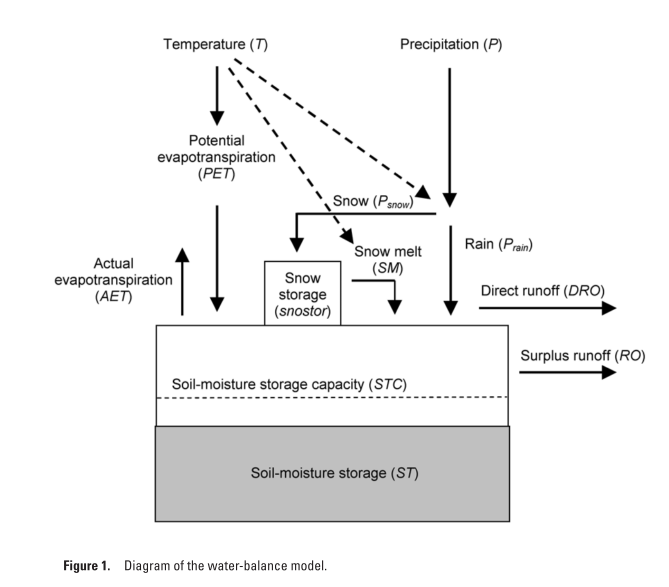 Temperature (T)
Precipitation (P)
Potential
evapotranspiration
(PET)
Snow (Psnow)
Rain (Prain)
Snow melt
(SM)
Actual
evapotranspiration
(AET)
Snow
storage
(snostor)
Direct runoff (DRO)
Surplus runoff (RO)
Soil-moisture storage capacity (STC)
Soil-moisture storage (ST)
Figure 1. Diagram of the water-balance model.